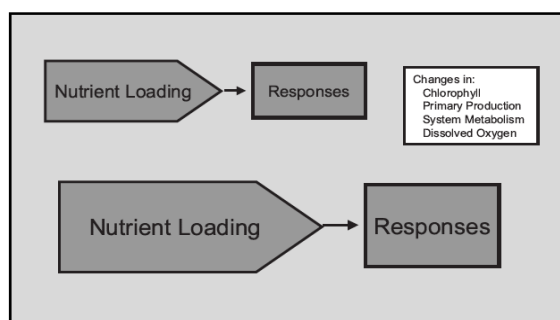 Nutrient Loading
Responses
Changes in:
Chlorophyll
Primary Production
System Metabolism
Dissolved Oxygen
Nutrient Loading
Responses